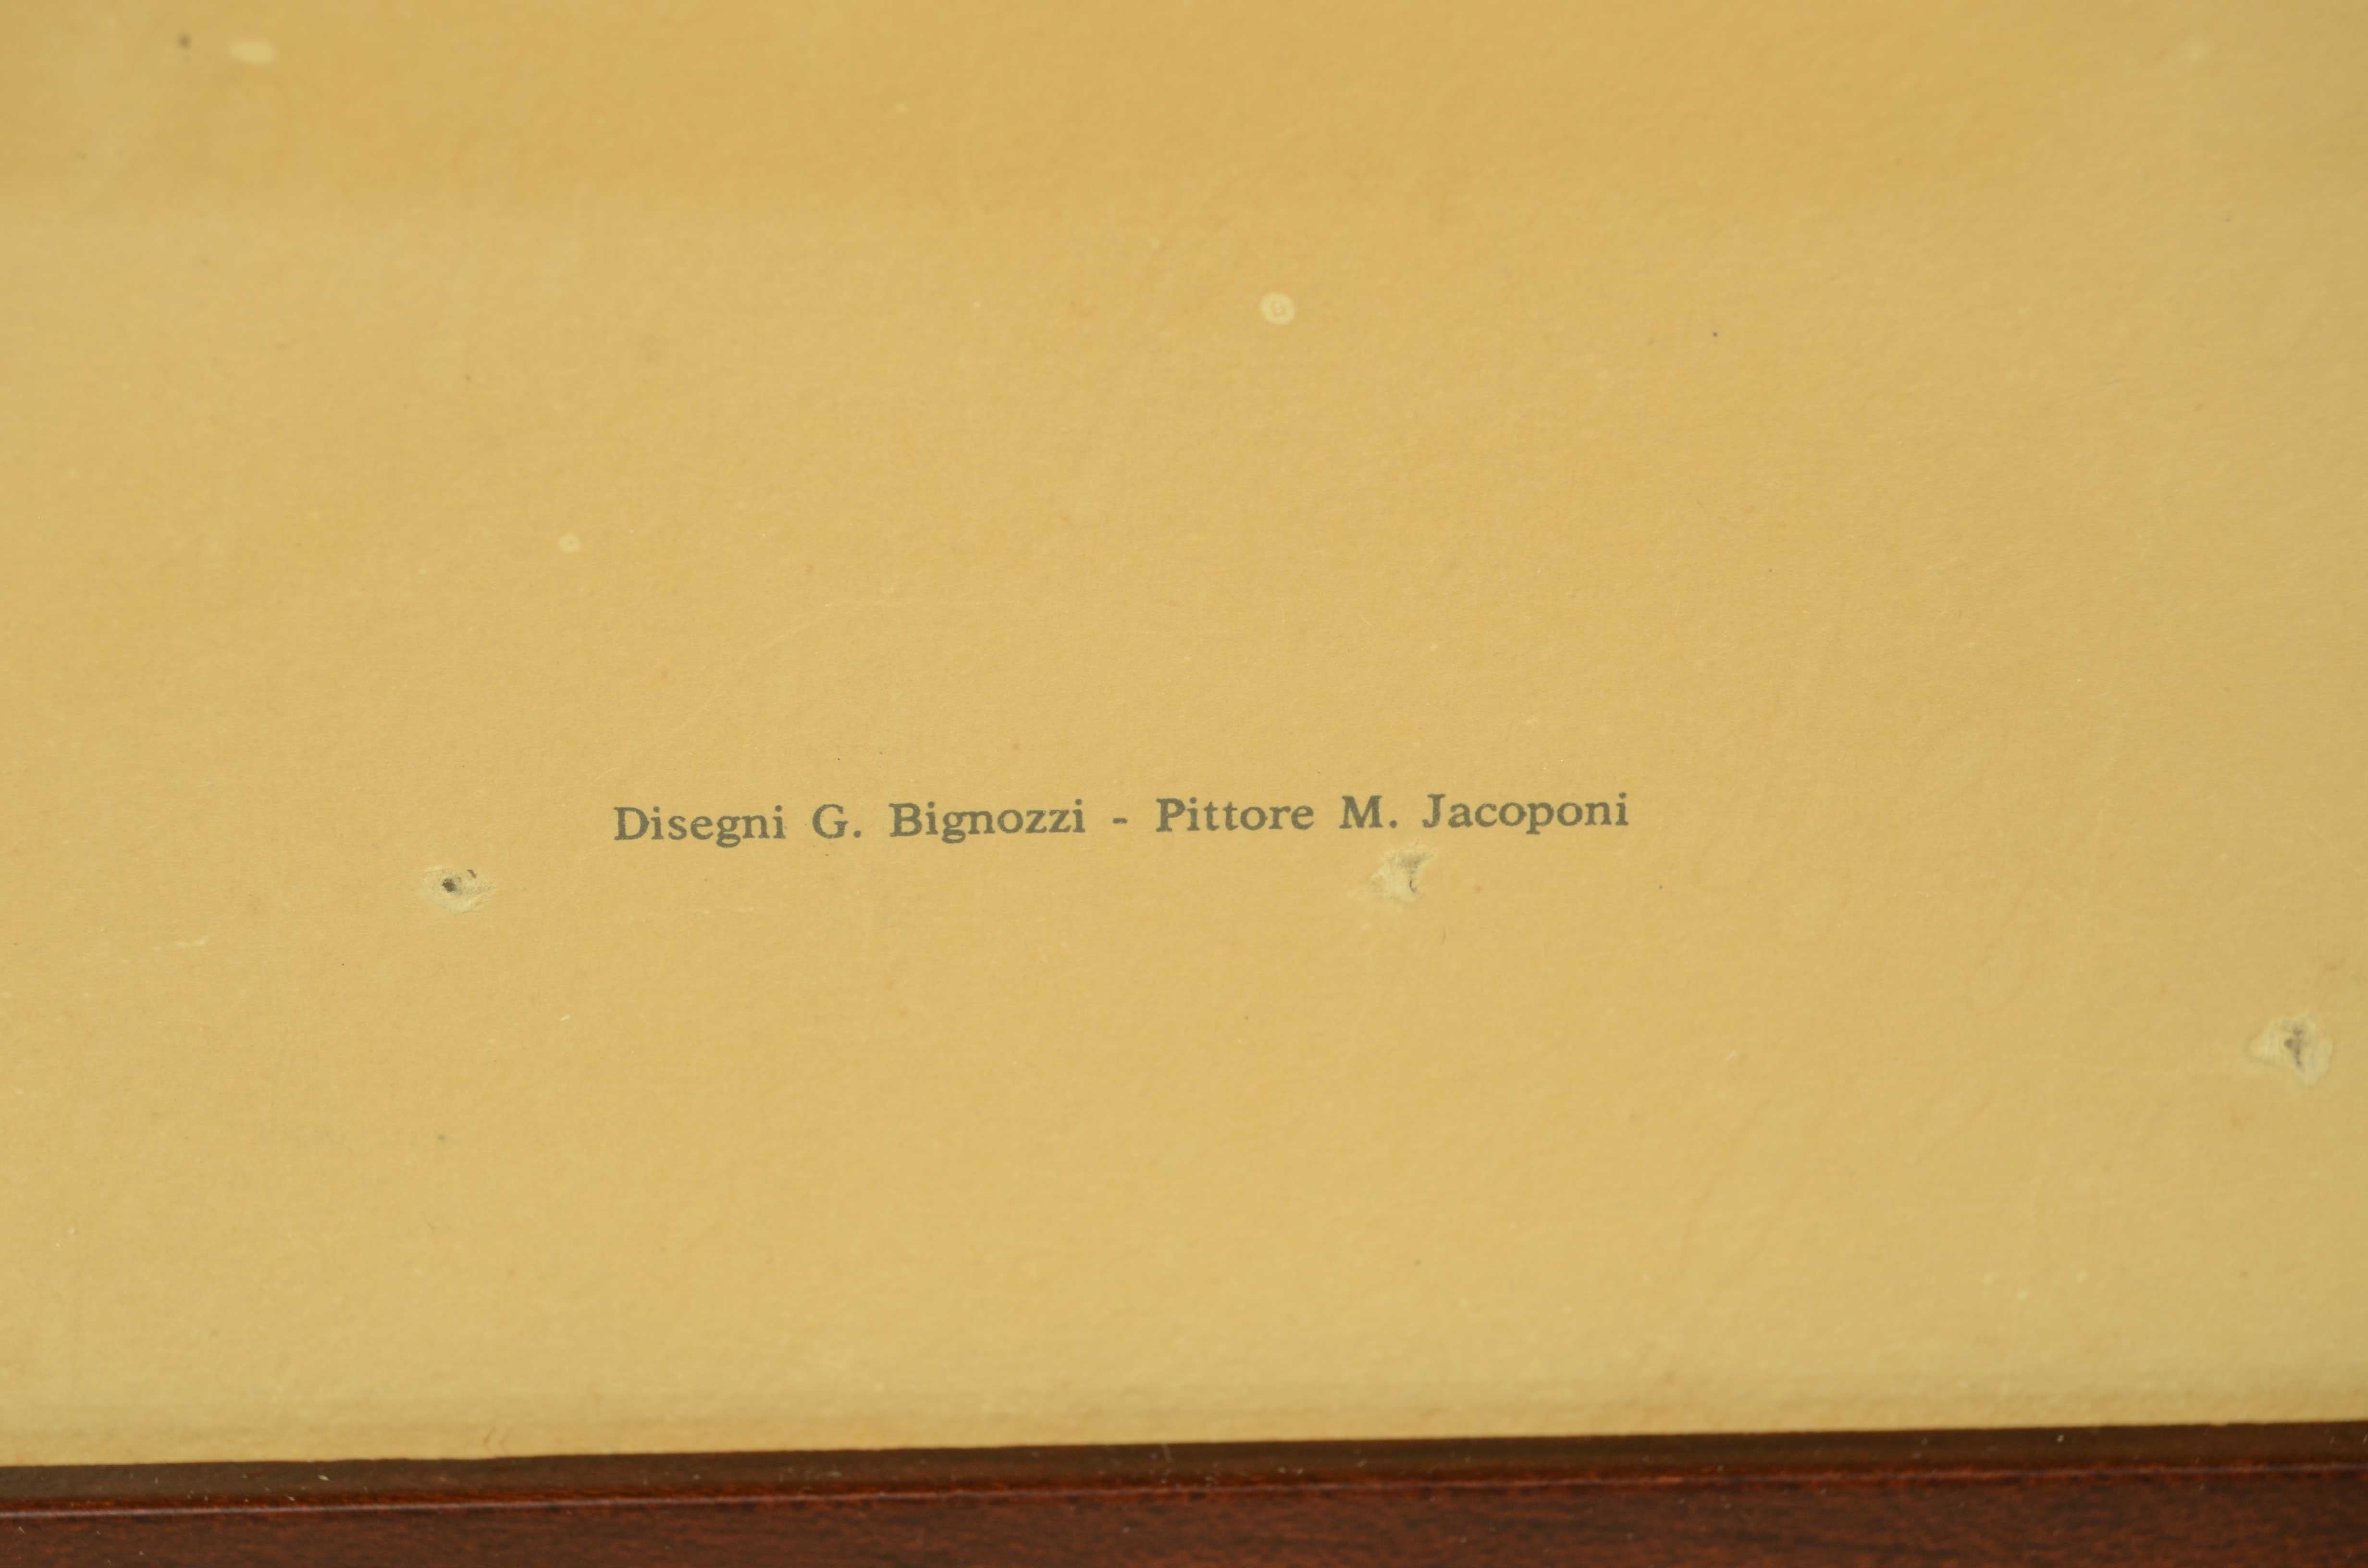 Disegni G. Bignozzi - Pittore M. Jacoponi